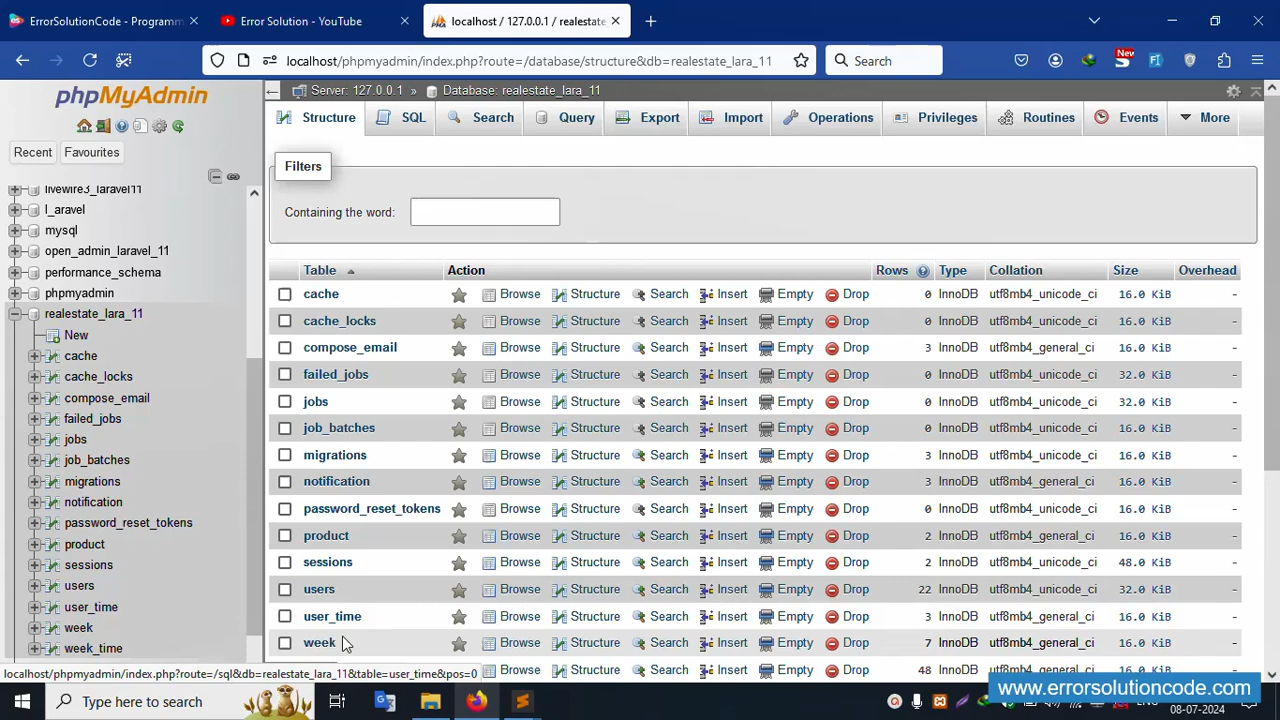 ErrorSolutionCode - Programm
Error Solution - YouTube
localhost / 127.0.0.1 / realestate
localhost/phpmyadmin/index.php?route=/database/structure&db=realestate_lara_11
Search
New
phpMyAdmin
Recent
Favourites
livewire3_laravel11
l_aravel
mysql
open_admin_laravel_11
performance_schema
phpmyadmin
realestate_lara_11
New
cache
cache_locks
compose_email
failed_jobs
jobs
job_batches
migrations
notification
password_reset_tokens
product
sessions
users
user_time
week
week_time
Server: 127.0.0.1 » Database: realestate_lara_11
Structure SQL Search Query Export Import Operations Privileges Routines Events More
Filters
Containing the word:
Table Action Rows Type Collation Size Overhead
cache Browse Structure Search Insert Empty Drop 0 InnoDB utf8mb4_unicode_ci 16.0 KiB -
cache_locks Browse Structure Search Insert Empty Drop 0 InnoDB utf8mb4_unicode_ci 16.0 KiB -
compose_email Browse Structure Search Insert Empty Drop 3 InnoDB utf8mb4_general_ci 16.0 KiB -
failed_jobs Browse Structure Search Insert Empty Drop 0 InnoDB utf8mb4_unicode_ci 32.0 KiB -
jobs Browse Structure Search Insert Empty Drop 0 InnoDB utf8mb4_unicode_ci 32.0 KiB -
job_batches Browse Structure Search Insert Empty Drop 0 InnoDB utf8mb4_unicode_ci 16.0 KiB -
migrations Browse Structure Search Insert Empty Drop 3 InnoDB utf8mb4_unicode_ci 16.0 KiB -
notification Browse Structure Search Insert Empty Drop 3 InnoDB utf8mb4_general_ci 16.0 KiB -
password_reset_tokens Browse Structure Search Insert Empty Drop 0 InnoDB utf8mb4_unicode_ci 16.0 KiB -
product Browse Structure Search Insert Empty Drop 2 InnoDB utf8mb4_general_ci 16.0 KiB -
sessions Browse Structure Search Insert Empty Drop 2 InnoDB utf8mb4_unicode_ci 48.0 KiB -
users Browse Structure Search Insert Empty Drop 22 InnoDB utf8mb4_unicode_ci 32.0 KiB -
user_time Browse Structure Search Insert Empty Drop 3 InnoDB utf8mb4_general_ci 16.0 KiB -
week Browse Structure Search Insert Empty Drop 7 InnoDB utf8mb4_general_ci 16.0 KiB -
Browse Structure Search Insert Empty Drop 48 InnoDB utf8mb4_general_ci 16.0 KiB -
localhost/phpmyadmin/index.php?route=/sql&db=realestate_lara_11&table=user_time&pos=0
www.errorsolutioncode.com
Type here to search
08-07-2024